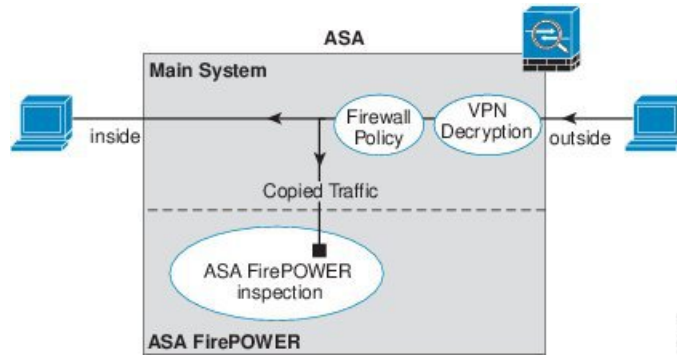 ASA
Main System
inside
Firewall
Policy
VPN
Decryption
outside
Copied Traffic
ASA FirePOWER
inspection
ASA FirePOWER